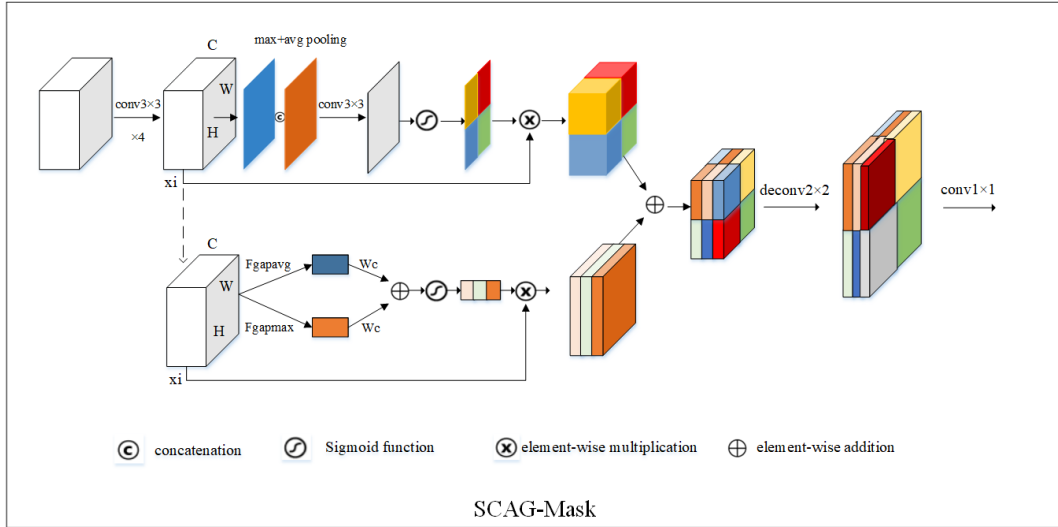 C
max+avg pooling
W
conv3×3
×4
H
c
conv3×3
xi
deconv2×2
conv1×1
C
Fgapavg
Wc
W
H
Fgapmax
Wc
xi
c concatenation
Sigmoid function
element-wise multiplication
element-wise addition
SCAG-Mask